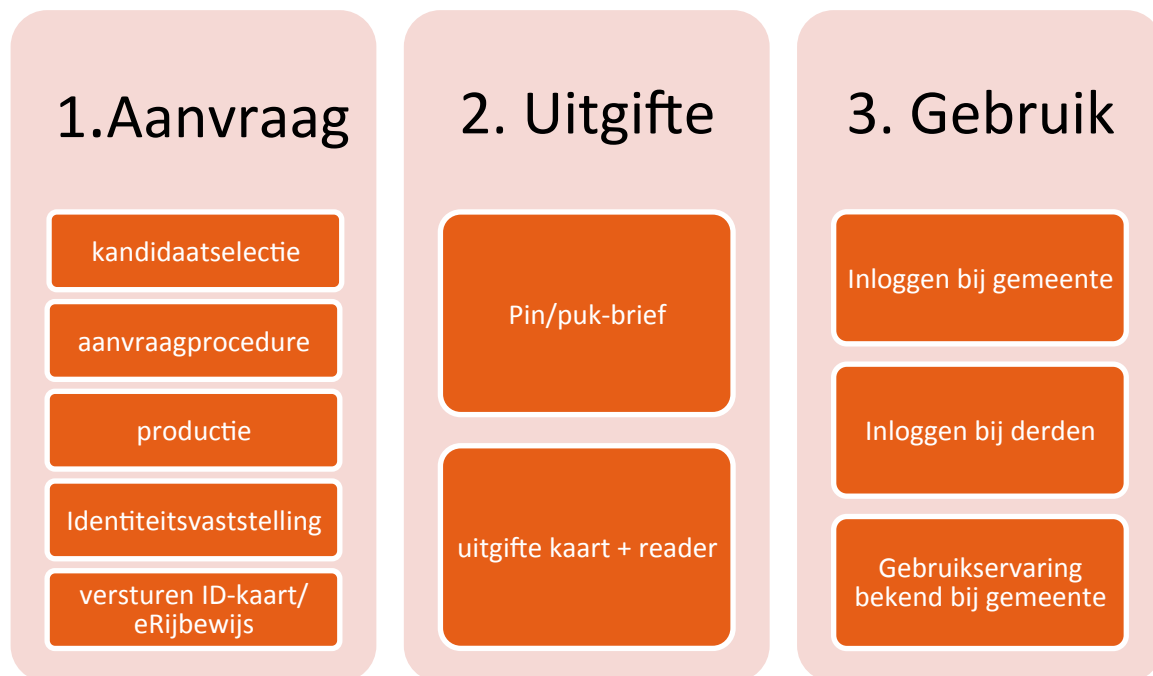 1.Aanvraag
kandidaatselectie
aanvraagprocedure
productie
Identiteitsvaststelling
versturen ID-kaart/
eRijbewijs
2. Uitgifte
Pin/puk-brief
uitgifte kaart + reader
3. Gebruik
Inloggen bij gemeente
Inloggen bij derden
Gebruikservaring
bekend bij gemeente